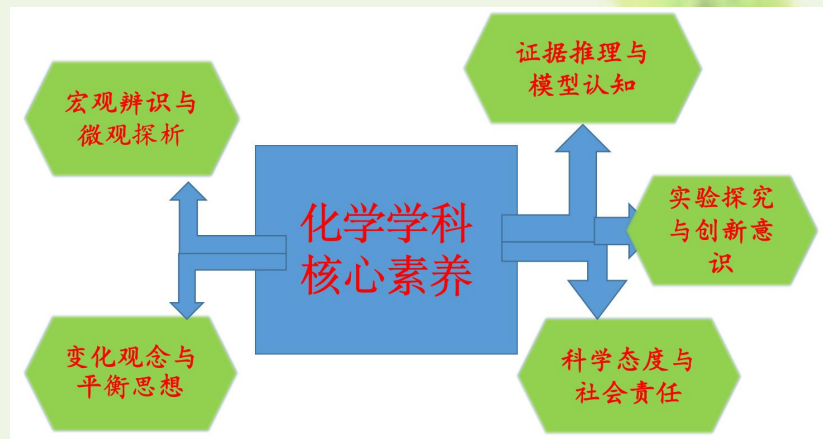 证据推理与
模型认知
宏观辨识与
微观探析
化学学科
核心素养
实验探究
与创新意
识
变化观念与
平衡思想
科学态度与
社会责任